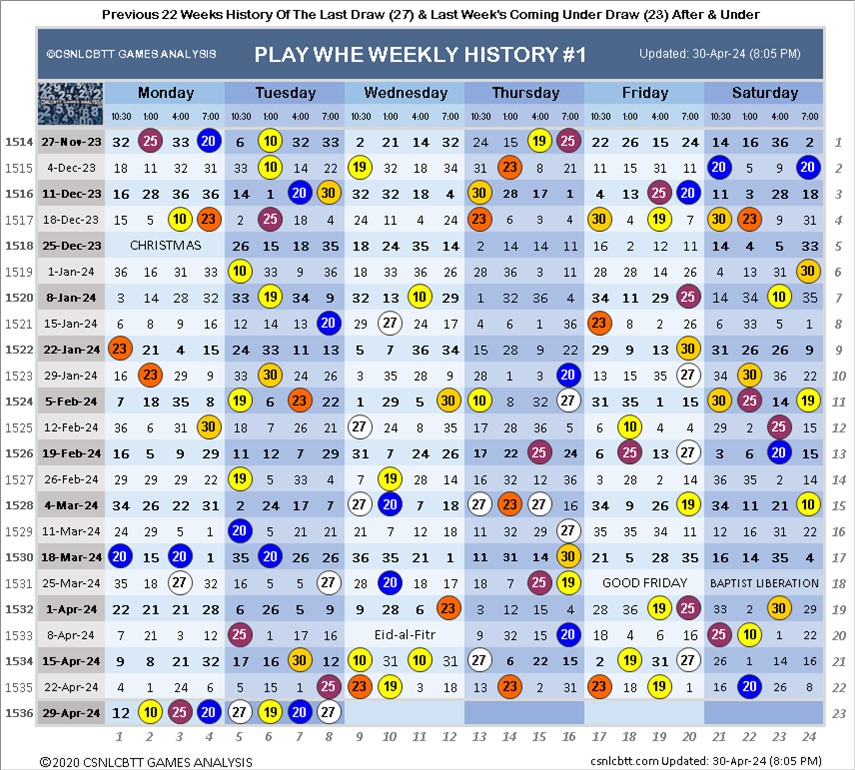 Previous 22 Weeks History Of The Last Draw (27) & Last Week's Coming Under Draw (23) After & Under
©CSNLCBTT GAMES ANALYSIS PLAY WHE WEEKLY HISTORY #1 Updated: 30-Apr-24 (8:05 PM)
Monday Tuesday Wednesday Thursday Friday Saturday
10:30 1:00 4:00 7:00 10:30 1:00 4:00 7:00 10:30 1:00 4:00 7:00 10:30 1:00 4:00 7:00 10:30 1:00 4:00 7:00 10:30 1:00 4:00 7:00
1514 27-Nov-23 32 25 33 20 6 10 32 33 2 21 14 32 24 15 19 25 22 26 15 24 14 16 36 2 1
1515 4-Dec-23 18 11 32 31 33 10 14 22 19 32 18 34 31 14 8 21 11 15 11 11 20 5 9 20 2
1516 11-Dec-23 16 28 36 36 14 1 20 30 32 32 18 4 30 28 17 1 4 13 25 20 11 3 28 18 3
1517 18-Dec-23 15 5 10 23 2 25 18 4 24 11 4 24 23 6 3 4 30 4 19 7 30 23 9 31 4
1518 25-Dec-23 CHRISTMAS 26 15 18 35 18 24 35 14 2 14 14 11 16 2 12 11 14 4 5 33 5
1519 1-Jan-24 36 16 31 33 10 33 9 36 18 33 36 26 28 36 3 11 28 28 14 26 4 13 31 30 6
1520 8-Jan-24 3 14 28 32 33 19 34 9 32 13 11 29 1 32 36 4 34 11 29 25 14 24 10 35 7
1521 15-Jan-24 6 8 9 16 12 14 13 20 29 27 24 17 4 6 1 36 23 8 2 26 6 33 5 1 8
1522 22-Jan-24 23 21 4 15 24 33 11 13 5 7 36 34 15 28 9 22 29 9 13 30 31 26 26 9 9
1523 29-Jan-24 16 23 29 9 33 30 24 26 3 35 28 9 28 1 3 20 13 15 35 27 34 30 33 22 10
1524 5-Feb-24 7 18 35 8 19 6 23 22 1 29 5 30 10 8 32 27 31 35 1 15 30 25 14 19 11
1525 12-Feb-24 36 6 31 30 18 7 26 21 27 24 8 35 17 28 36 5 6 10 4 4 29 2 25 15 12
1526 19-Feb-24 16 5 9 29 11 12 7 29 31 7 24 26 17 22 25 24 6 25 13 27 3 6 20 15 13
1527 26-Feb-24 29 29 29 22 19 5 33 4 7 19 28 14 16 32 12 36 3 28 2 14 36 35 2 14 14
1528 4-Mar-24 34 26 22 31 2 24 17 7 27 20 7 18 27 23 27 16 34 9 26 19 34 11 21 10 15
1529 11-Mar-24 24 29 5 1 20 5 21 21 21 7 12 18 11 32 29 27 35 35 34 11 12 16 31 22 16
1530 18-Mar-24 20 15 20 1 35 20 26 26 36 35 21 1 11 31 14 30 21 5 28 35 16 14 35 4 17
1531 25-Mar-24 35 18 27 32 16 5 5 27 28 20 18 17 18 7 25 19 GOOD FRIDAY BAPTIST LIBERATION 18
1532 1-Apr-24 22 21 21 28 6 26 5 9 9 28 6 23 3 12 15 4 28 36 19 25 33 2 30 29 19
1533 8-Apr-24 7 21 3 12 25 1 17 16 Eid-al-Fitr 9 32 15 20 18 4 6 16 25 10 1 22 20
1534 15-Apr-24 9 8 21 32 17 16 30 12 10 31 11 31 27 6 22 15 2 19 31 27 26 1 14 16 21
1535 22-Apr-24 4 1 24 6 5 15 1 25 23 19 3 18 13 23 2 31 23 18 19 1 16 20 26 8 22
1536 29-Apr-24 12 10 25 20 27 19 20 27 23
1 2 3 4 5 6 7 8 9 10 11 12 13 14 15 16 17 18 19 20 21 22 23 24
©2020 CSNLCBTT GAMES ANALYSIS csnlcbtt.com Updated: 30-Apr-24 (8:05 PM)